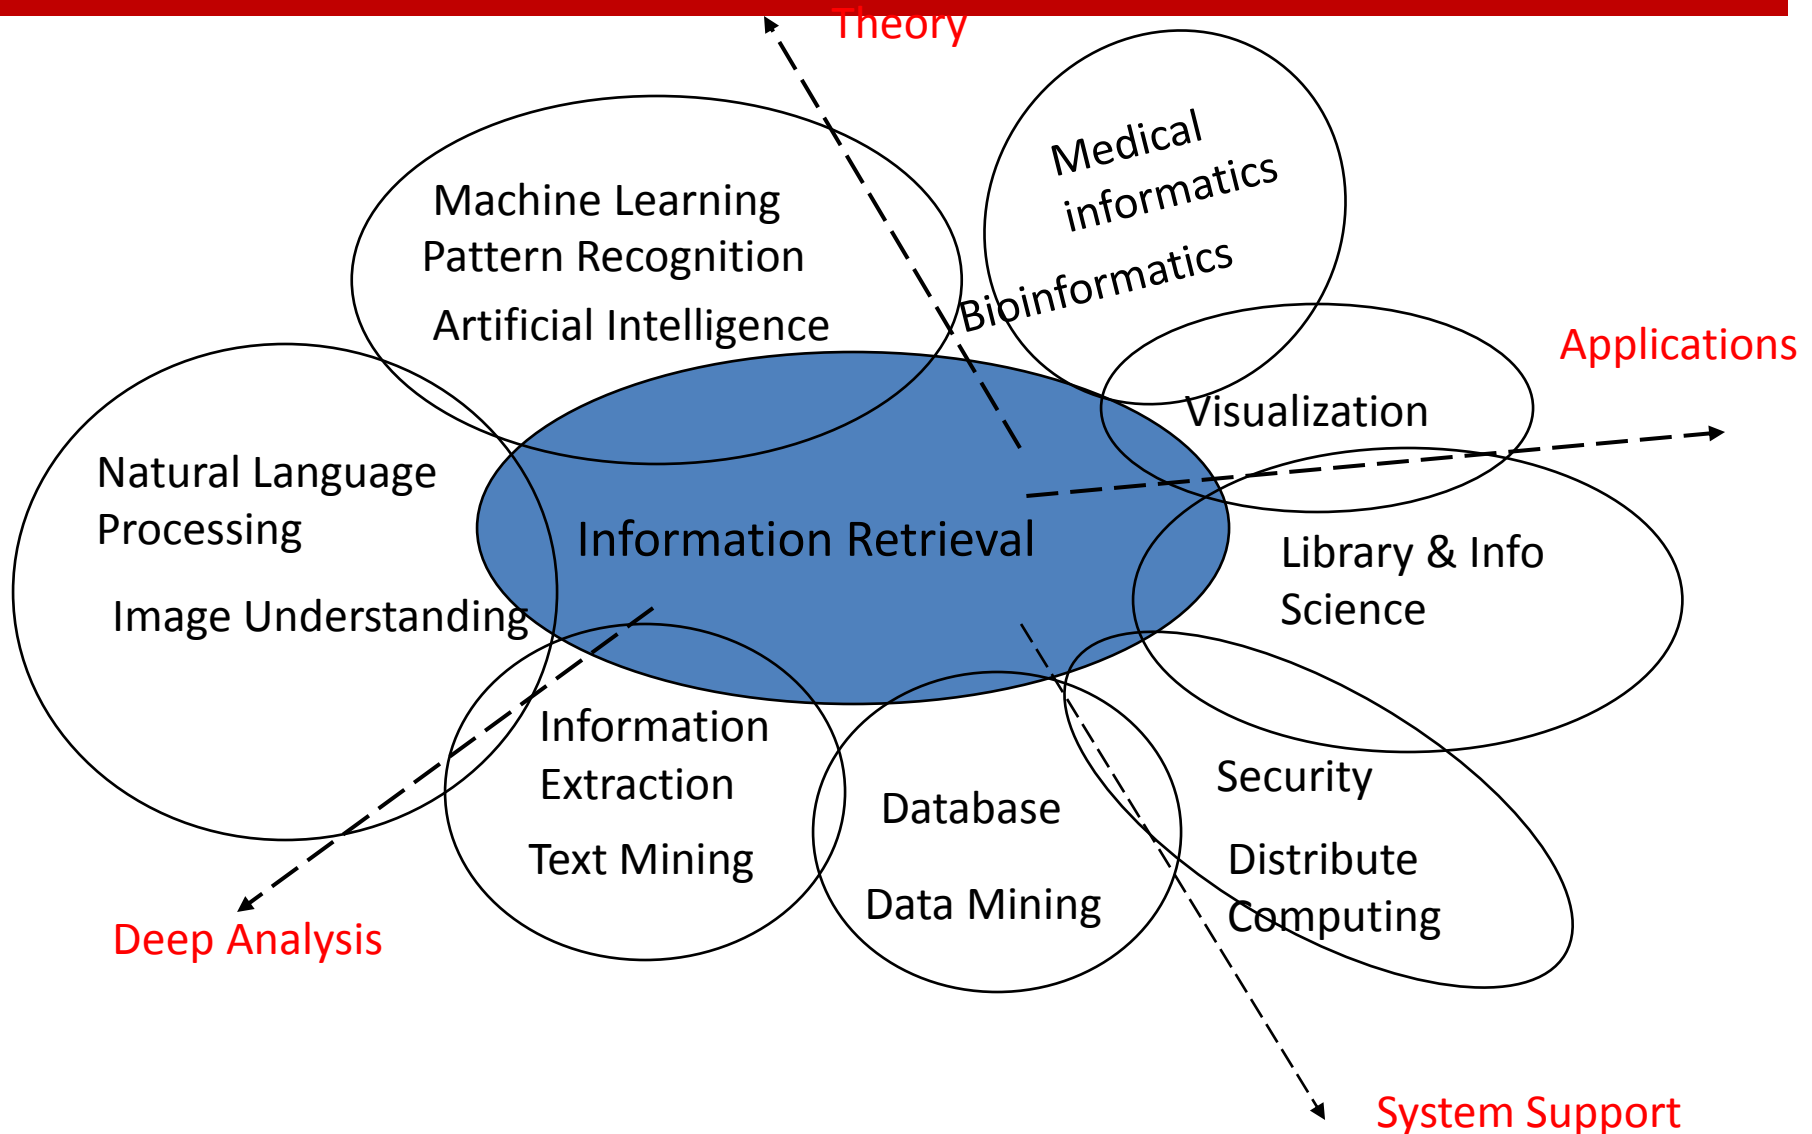 Theory
Medical
informatics
Bioinformatics
Machine Learning
Pattern Recognition
Artificial Intelligence
Applications
Visualization
Natural Language
Processing
Image Understanding
Information Retrieval
Library & Info
Science
Information
Extraction
Text Mining
Database
Data Mining
Security
Distribute
Computing
Deep Analysis
System Support